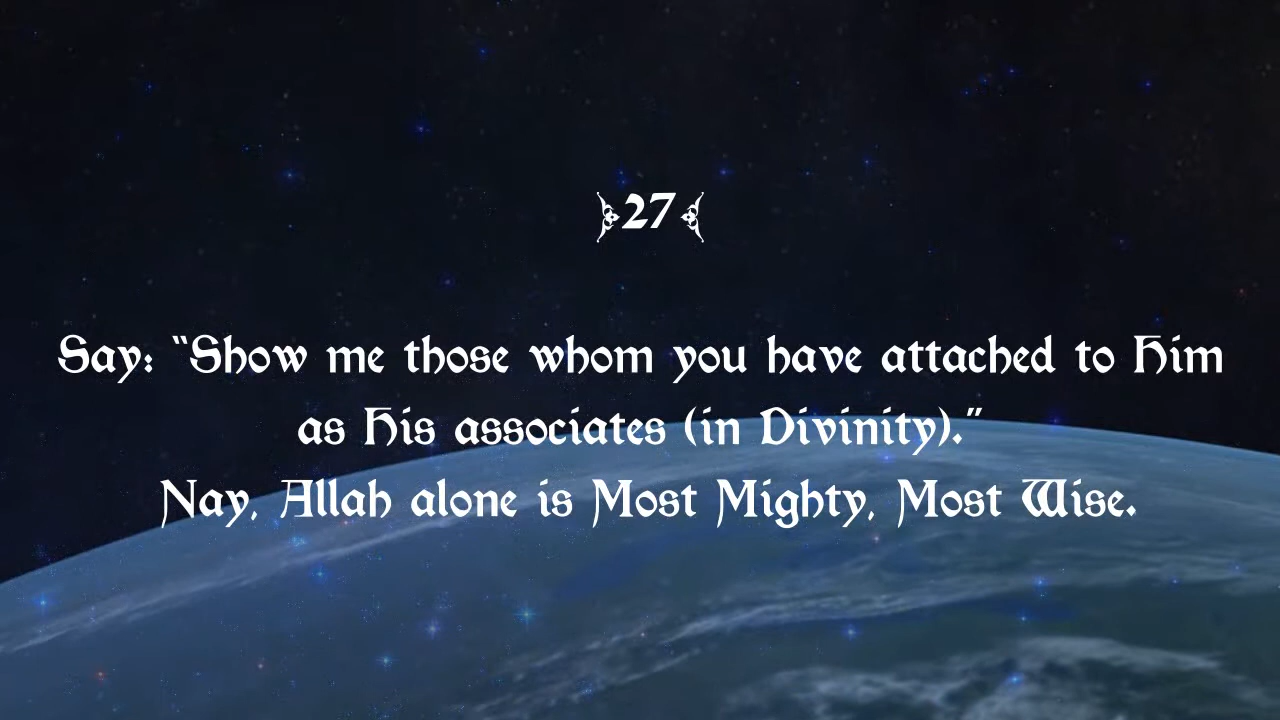 27
Say: "Show me those whom you have attached to Him
as His associates (in Divinity)."
Nay, Allah alone is Most Mighty, Most Wise.